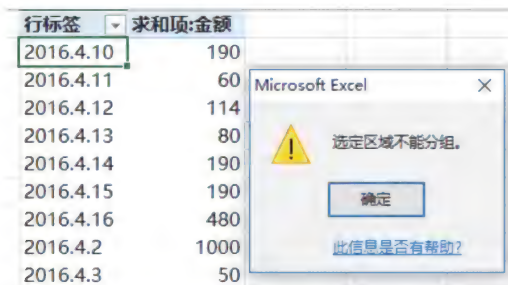 行标签 求和项:金额
2016.4.10 190
2016.4.11 60
2016.4.12 114
2016.4.13 80
2016.4.14 190
2016.4.15 190
2016.4.16 480
2016.4.2 1000
2016.4.3 50
Microsoft Excel
选定区域不能分组。
确定
此信息是否有帮助?